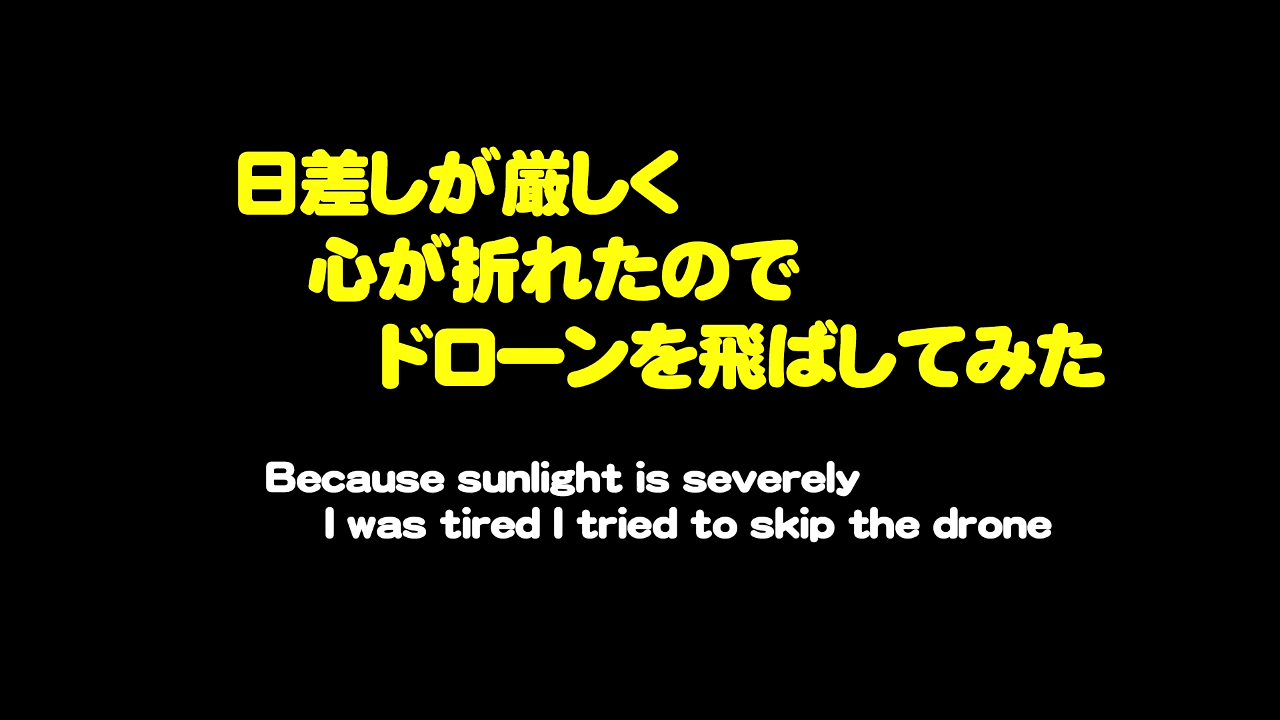 日差しが厳しく
心が折れたので
ドローンを飛ばしてみた
Because sunlight is severely
I was tired I tried to skip the drone